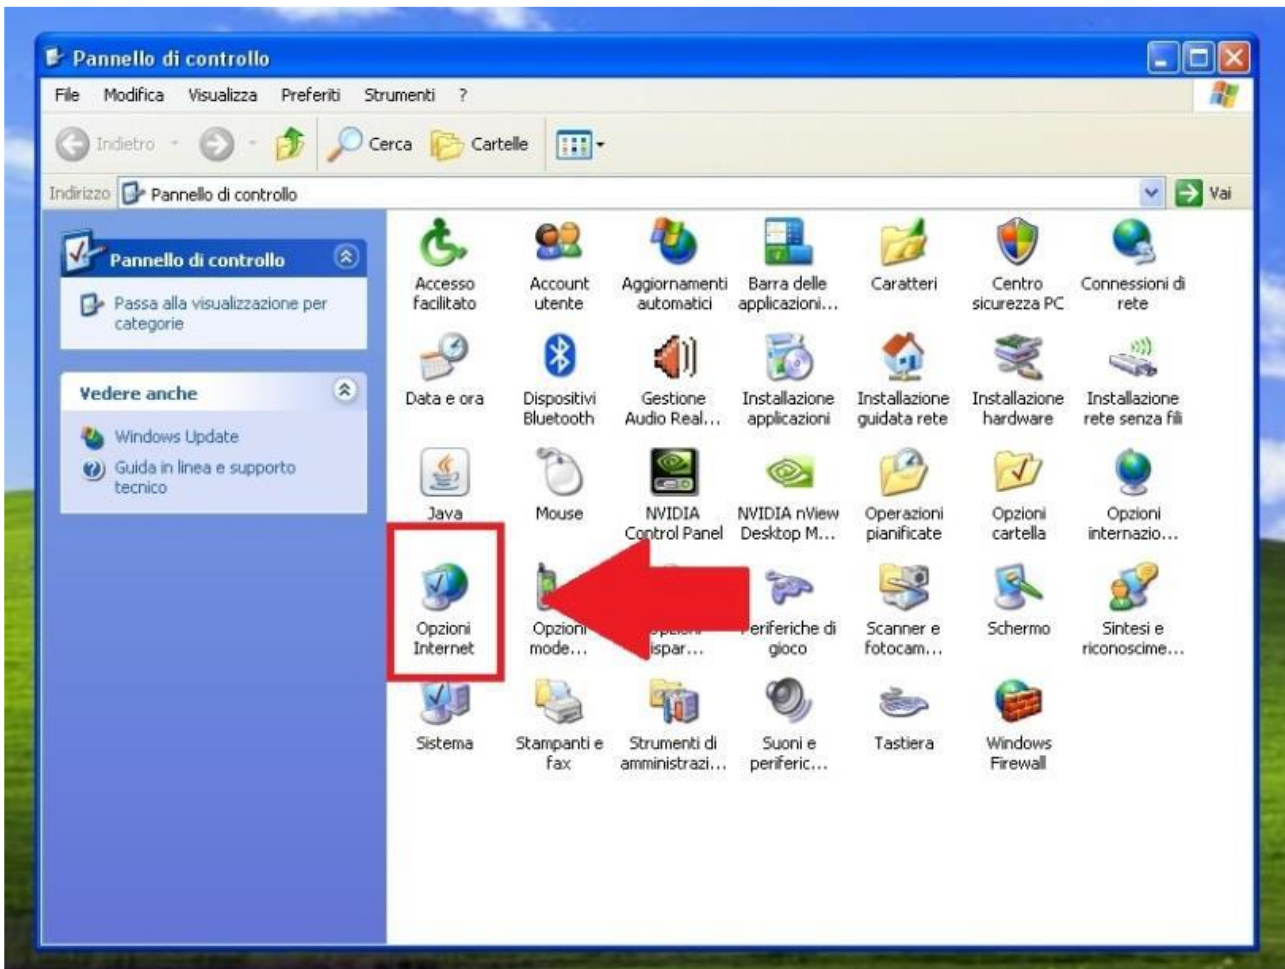 Pannello di controllo
File Modifica Visualizza Preferiti Strumenti ?
Indietro Cerca Cartelle
Indirizzo Pannello di controllo Vai
Pannello di controllo
Passa alla visualizzazione per
categorie
Vedere anche
Windows Update
Guida in linea e supporto
tecnico
Accesso
facilitato
Account
utente
Aggiornamenti
automatici
Barra delle
applicazioni...
Caratteri
Centro
sicurezza PC
Connessioni di
rete
Data e ora
Dispositivi
Bluetooth
Gestione
Audio Real...
Installazione
applicazioni
Installazione
guidata rete
Installazione
hardware
Installazione
rete senza fili
Java
Mouse
NVIDIA
Control Panel
NVIDIA nView
Desktop M...
Operazioni
pianificate
Opzioni
cartella
Opzioni
internazio...
Opzioni
Internet
Opzioni
mode...
ispar...
Periferiche di
gioco
Scanner e
fotocam...
Schermo
Sintesi e
riconoscime...
Sistema
Stampanti e
fax
Strumenti di
amministrazi...
Suoni e
periferic...
Tastiera
Windows
Firewall